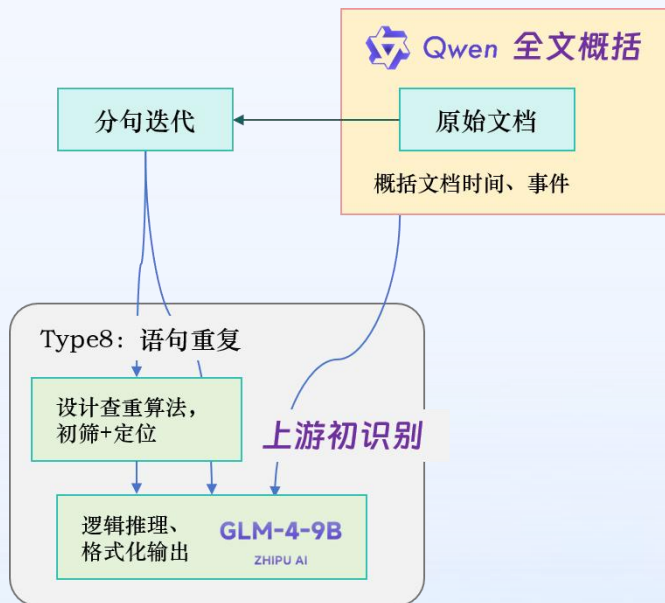 Qwen 全文概括
分句迭代
原始文档
概括文档时间、事件
Type8：语句重复
设计查重算法，
初筛+定位
上游初识别
逻辑推理、
格式化输出
GLM-4-9B
ZHIPU AI